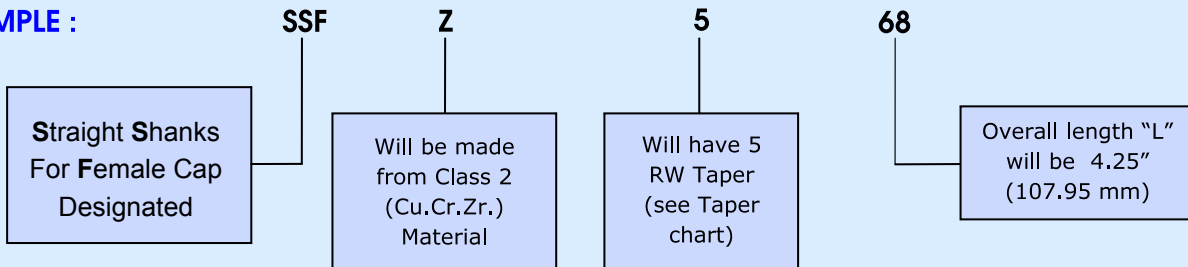 MPLE :
SSF Z 5 68
Straight Shanks
For Female Cap
Designated
Will be made
from Class 2
(Cu.Cr.Zr.)
Material
Will have 5
RW Taper
(see Taper
chart)
Overall length “L”
will be 4.25”
(107.95 mm)